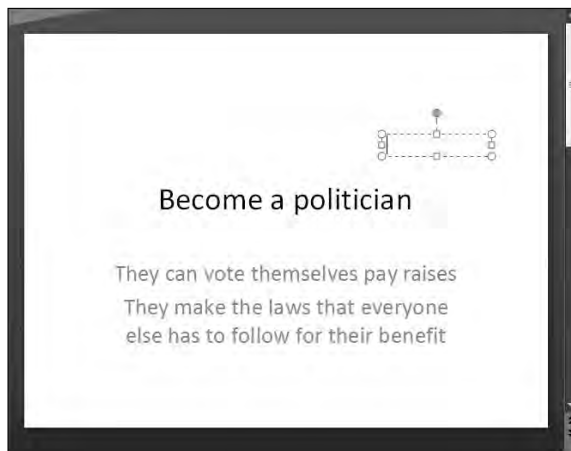 Become a politician
They can vote themselves pay raises
They make the laws that everyone
else has to follow for their benefit